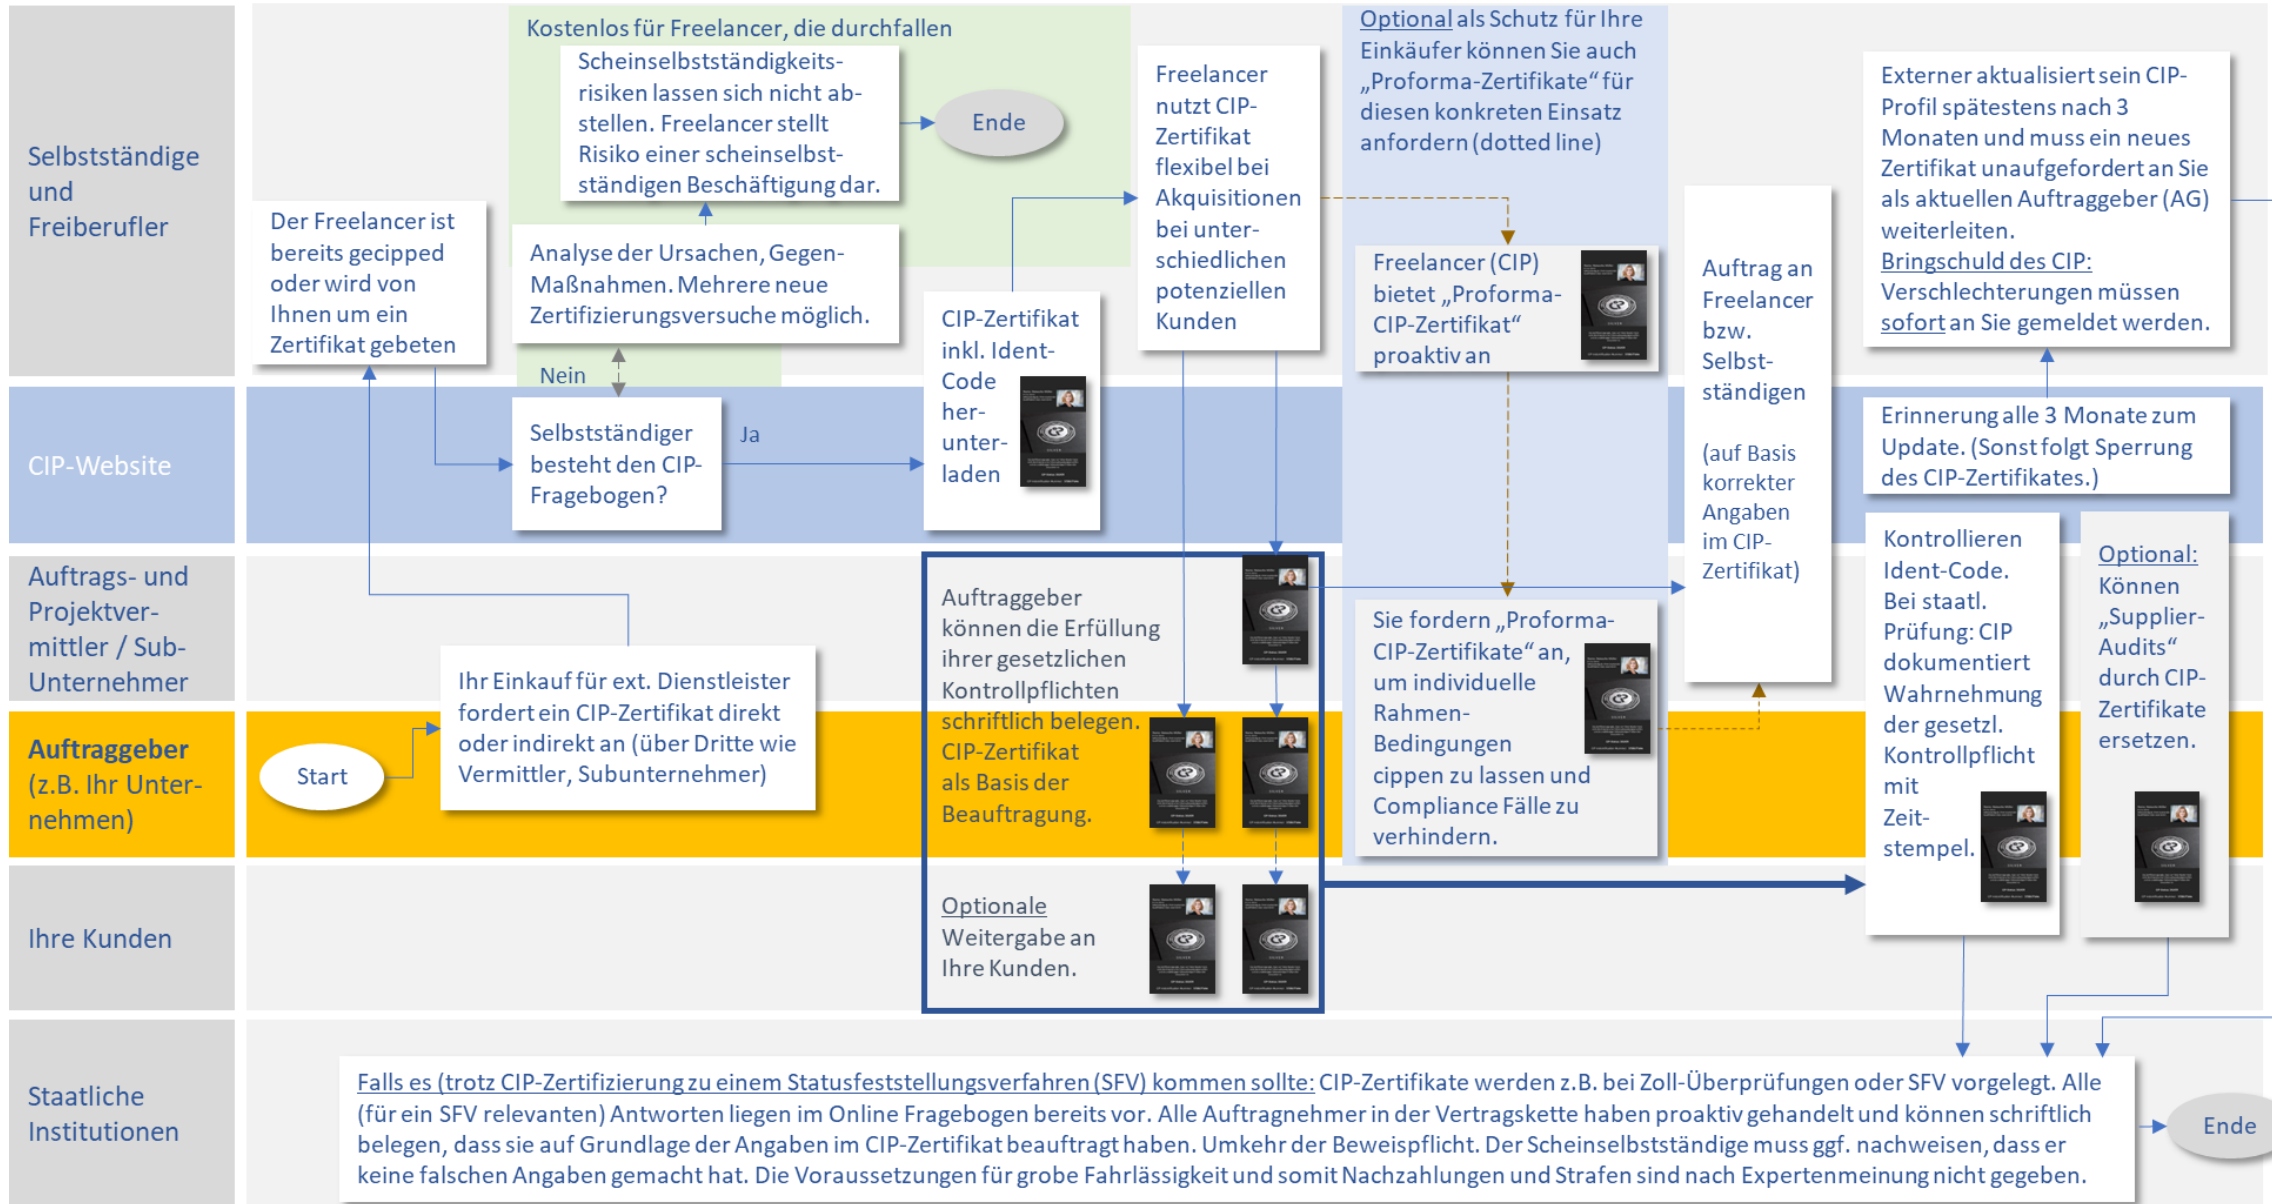 Selbstständige
und
Freiberufler
CIP-Website
Auftrags- und
Projektver-
mittler / Sub-
Unternehmer
Auftraggeber
(z.B. Ihr Unter-
nehmen)
Ihre Kunden
Staatliche
Institutionen
Start
Ihr Einkauf für ext. Dienstleister
fordert ein CIP-Zertifikat direkt
oder indirekt an (über Dritte wie
Vermittler, Subunternehmer)
Der Freelancer ist
bereits gecipped
oder wird von
Ihnen um ein
Zertifikat gebeten
Selbstständiger
besteht den CIP-
Fragebogen?
Nein
Ja
Kostenlos für Freelancer, die durchfallen
Analyse der Ursachen, Gegen-
Maßnahmen. Mehrere neue
Zertifizierungsversuche möglich.
Scheinselbstständigkeits-
risiken lassen sich nicht ab-
stellen. Freelancer stellt
Risiko einer scheinselbst-
ständigen Beschäftigung dar.
Ende
CIP-Zertifikat
inkl. Ident-
Code
her-
unter-
laden
Freelancer
nutzt CIP-
Zertifikat
flexibel bei
Akquisitionen
bei unter-
schiedlichen
potenziellen
Kunden
Auftraggeber
können die Erfüllung
ihrer gesetzlichen
Kontrollpflichten
schriftlich belegen.
CIP-Zertifikat
als Basis der
Beauftragung.
Optionale
Weitergabe an
Ihre Kunden.
Optional als Schutz für Ihre
Einkäufer können Sie auch
„Proforma-Zertifikate“ für
diesen konkreten Einsatz
anfordern (dotted line)
Freelancer (CIP)
bietet „Proforma-
CIP-Zertifikat“
proaktiv an
Sie fordern „Proforma-
CIP-Zertifikate“ an,
um individuelle
Rahmen-
Bedingungen
cippen zu lassen und
Compliance Fälle zu
verhindern.
Auftrag an
Freelancer
bzw.
Selbst-
ständigen
(auf Basis
korrekter
Angaben
im CIP-
Zertifikat)
Externer aktualisiert sein CIP-
Profil spätestens nach 3
Monaten und muss ein neues
Zertifikat unaufgefordert an Sie
als aktuellen Auftraggeber (AG)
weiterleiten.
Bringschuld des CIP:
Verschlechterungen müssen
sofort an Sie gemeldet werden.
Erinnerung alle 3 Monate zum
Update. (Sonst folgt Sperrung
des CIP-Zertifikates.)
Kontrollieren
Ident-Code.
Bei staatl.
Prüfung: CIP
dokumentiert
Wahrnehmung
der gesetzl.
Kontrollpflicht
mit
Zeit-
stempel.
Optional:
Können
„Supplier-
Audits“
durch CIP-
Zertifikate
ersetzen.
Falls es (trotz CIP-Zertifizierung zu einem Statusfeststellungsverfahren (SFV) kommen sollte: CIP-Zertifikate werden z.B. bei Zoll-Überprüfungen oder SFV vorgelegt. Alle
(für ein SFV relevanten) Antworten liegen im Online Fragebogen bereits vor. Alle Auftragnehmer in der Vertragskette haben proaktiv gehandelt und können schriftlich
belegen, dass sie auf Grundlage der Angaben im CIP-Zertifikat beauftragt haben. Umkehr der Beweispflicht. Der Scheinselbstständige muss ggf. nachweisen, dass er
keine falschen Angaben gemacht hat. Die Voraussetzungen für grobe Fahrlässigkeit und somit Nachzahlungen und Strafen sind nach Expertenmeinung nicht gegeben.
Ende